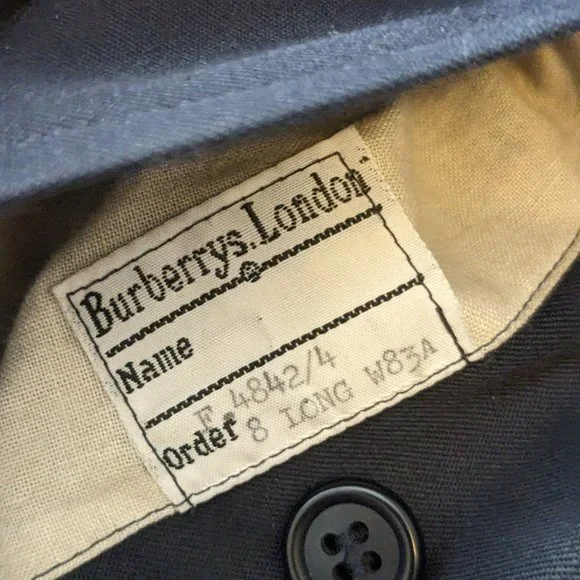 Burberrys.London
Name
F 4842/4
Order 8 LONG W83A